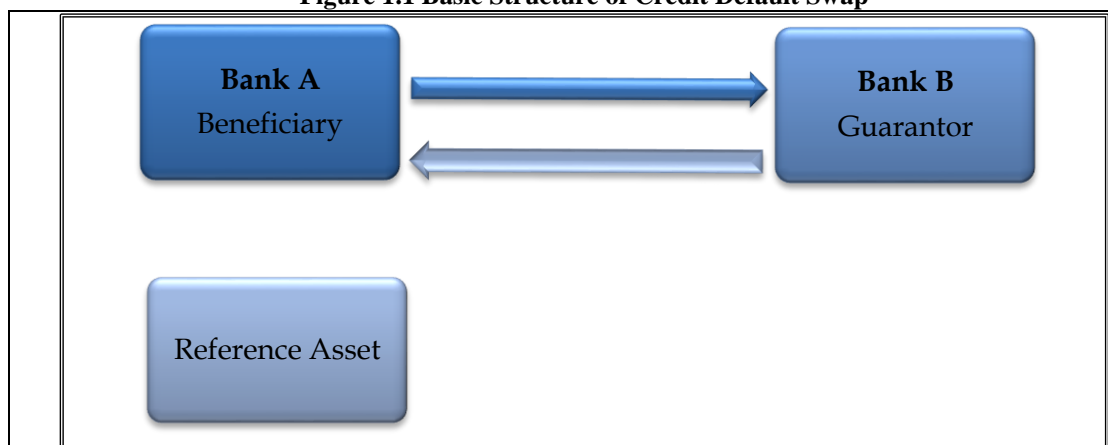 Figure 1.1 Basic Structure of Credit Default Swap
Bank A
Beneficiary
Bank B
Guarantor
Reference Asset